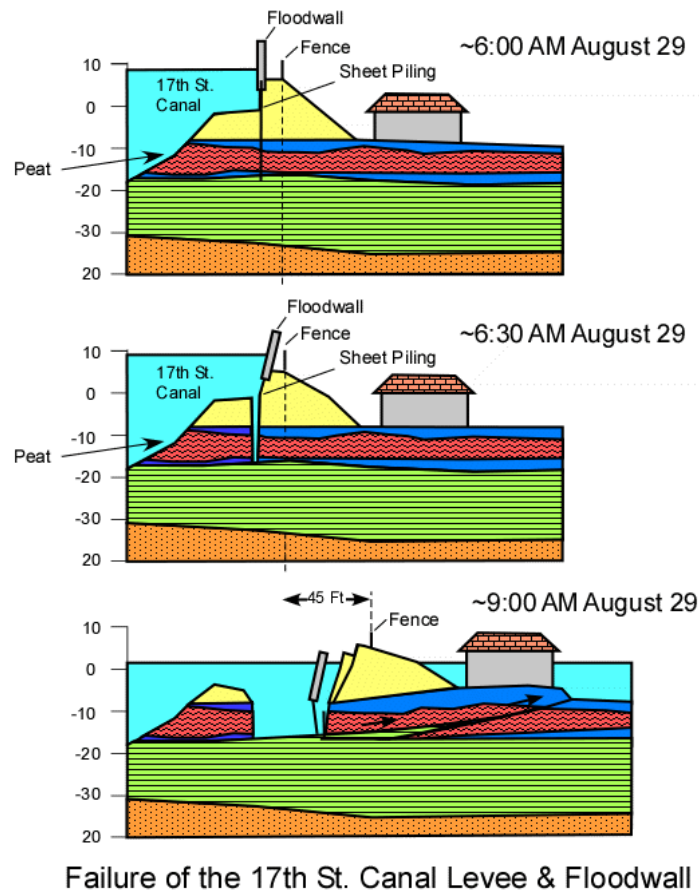 Floodwall
Fence
~6:00 AM August 29
Sheet Piling
17th St.
Canal
Peat
10
0
-10
-20
-30
20
Floodwall
Fence
~6:30 AM August 29
Sheet Piling
17th St.
Canal
Peat
10
0
-10
-20
-30
20
45 Ft
~9:00 AM August 29
Fence
10
0
-10
-20
-30
20
Failure of the 17th St. Canal Levee & Floodwall